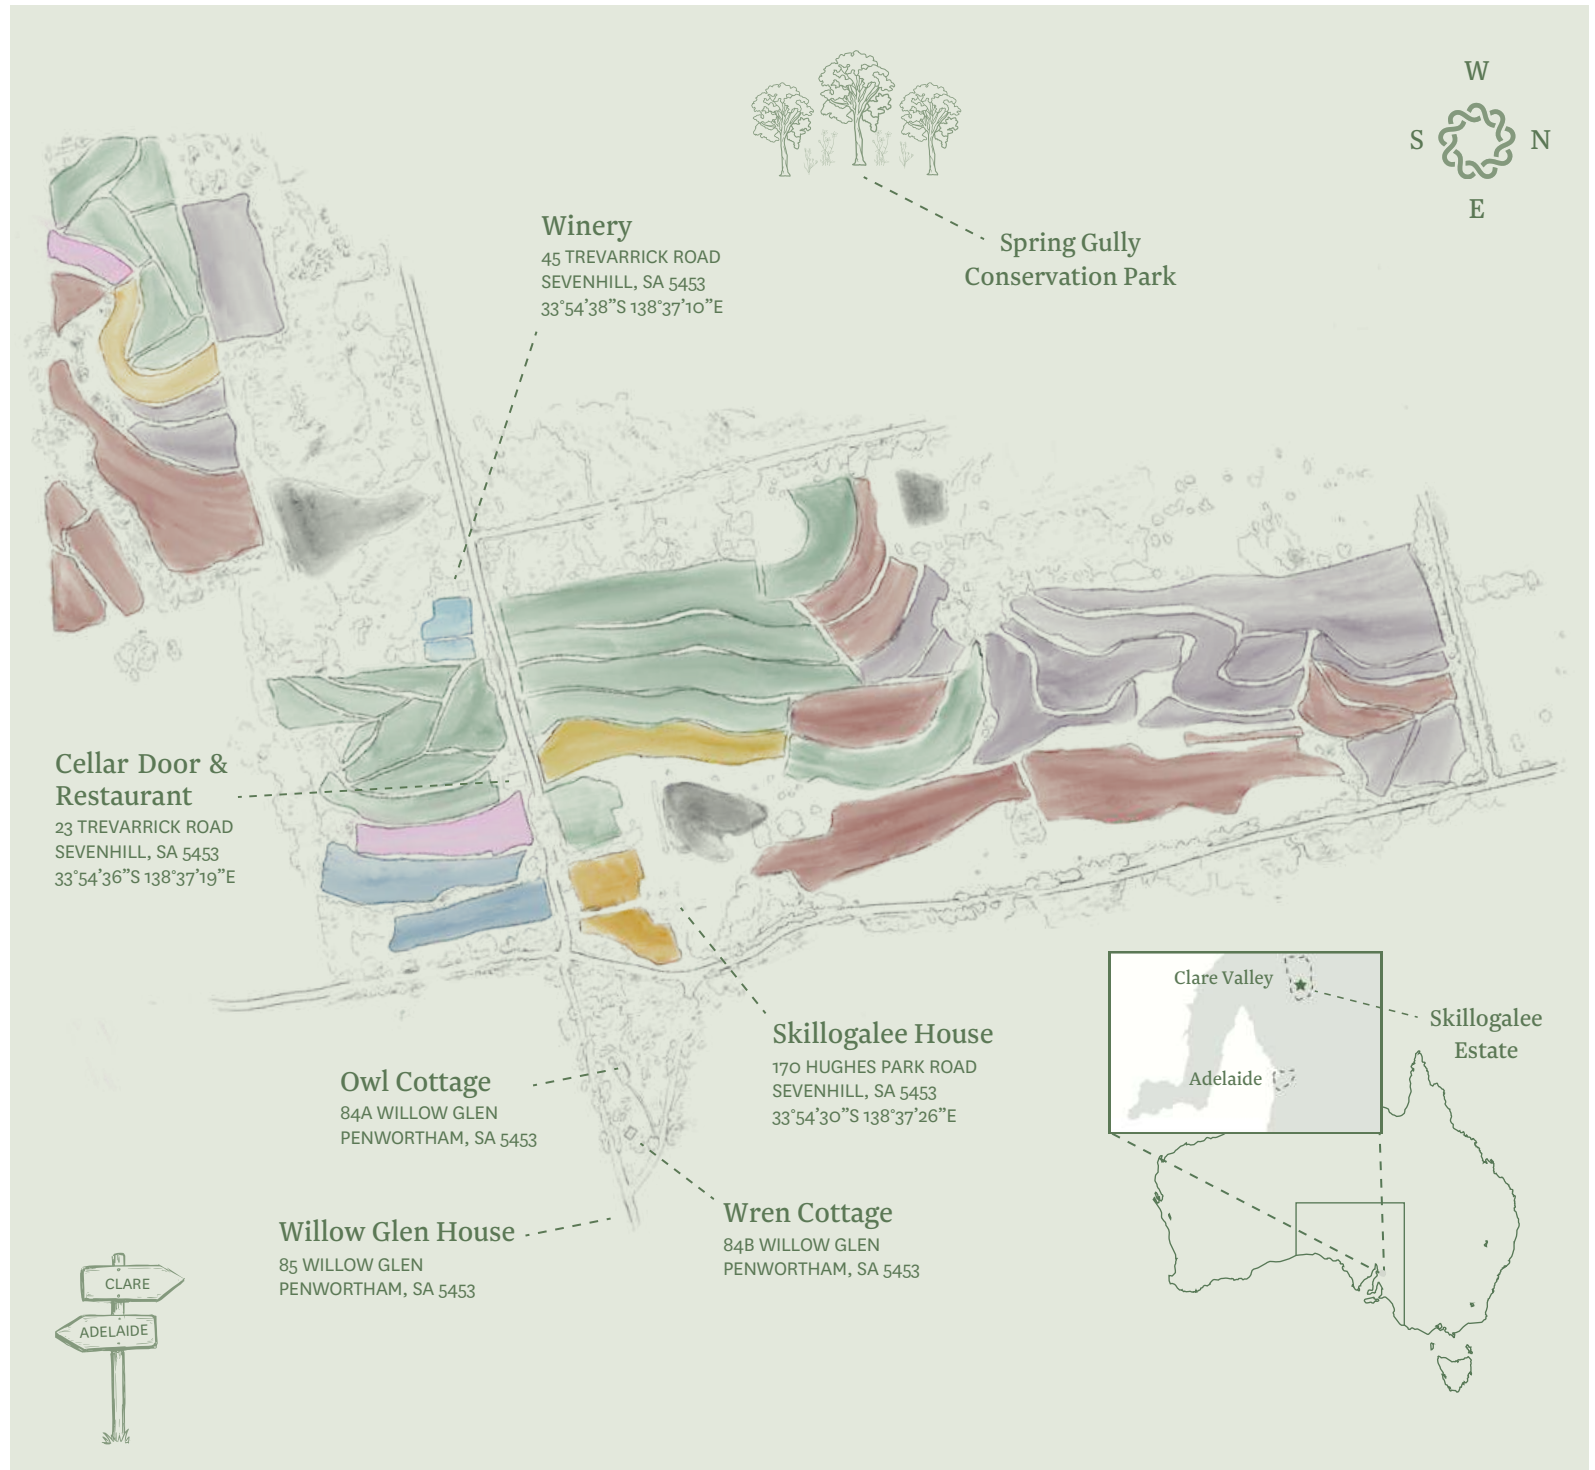 W
S
N
E
Spring Gully
Conservation Park
Winery
45 TREVARRICK ROAD
SEVENHILL, SA 5453
33°54’38”S 138°37’10”E
Cellar Door &
Restaurant
23 TREVARRICK ROAD
SEVENHILL, SA 5453
33°54’36”S 138°37’19”E
Skillogalee House
170 HUGHES PARK ROAD
SEVENHILL, SA 5453
33°54’30”S 138°37’26”E
Owl Cottage
84A WILLOW GLEN
PENWORTHAM, SA 5453
Wren Cottage
84B WILLOW GLEN
PENWORTHAM, SA 5453
Willow Glen House
85 WILLOW GLEN
PENWORTHAM, SA 5453
Clare Valley
Adelaide
Skillogalee
Estate
CLARE
ADELAIDE